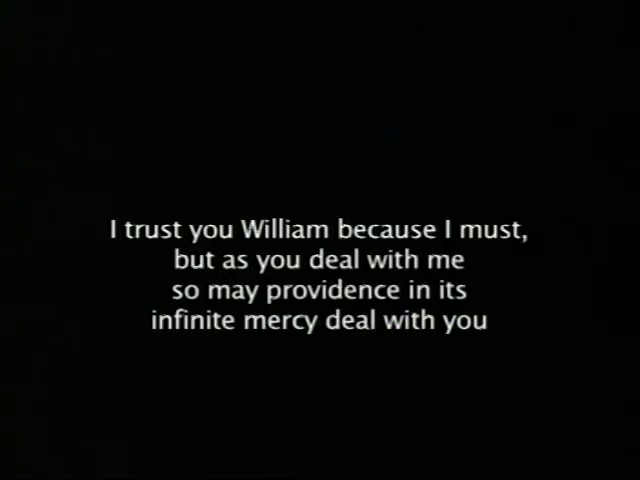 I trust you William because I must,
but as you deal with me
so may providence in its
infinite mercy deal with you